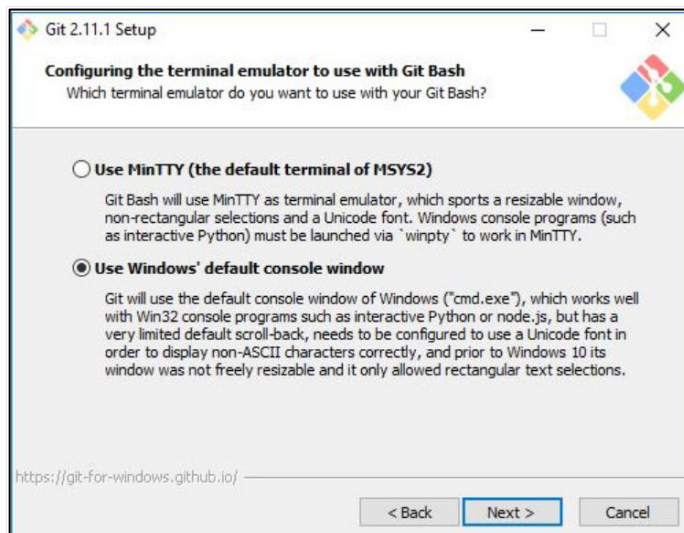 Git 2.11.1 Setup
Configuring the terminal emulator to use with Git Bash
Which terminal emulator do you want to use with your Git Bash?
Use MinTTY (the default terminal of MSYS2)
Git Bash will use MinTTY as terminal emulator, which sports a resizable window,
non-rectangular selections and a Unicode font. Windows console programs (such
as interactive Python) must be launched via `winpty` to work in MinTTY.
Use Windows' default console window
Git will use the default console window of Windows ("cmd.exe"), which works well
with Win32 console programs such as interactive Python or node.js, but has a
very limited default scroll-back, needs to be configured to use a Unicode font in
order to display non-ASCII characters correctly, and prior to Windows 10 its
window was not freely resizable and it only allowed rectangular text selections.
https://git-for-windows.github.io/
< Back Next > Cancel